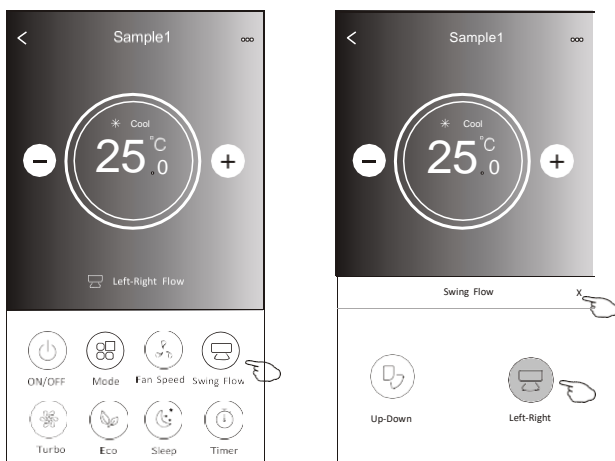 Sample1
Cool
25.0°C
Left-Right Flow
ON/OFF Mode Fan Speed Swing Flow
Turbo Eco Sleep Timer
Sample1
Cool
25.0°C
Swing Flow X
Up-Down Left-Right